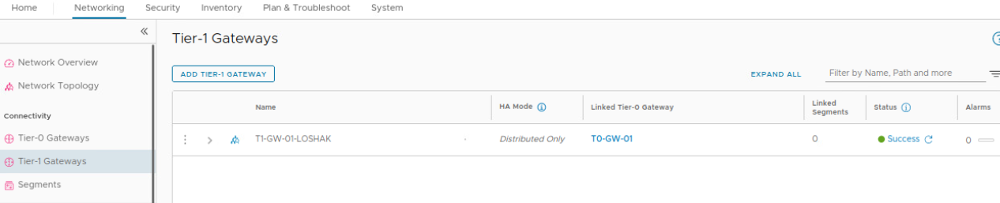 Home Networking Security Inventory Plan & Troubleshoot System
«
Network Overview
Network Topology
Connectivity
Tier-0 Gateways
Tier-1 Gateways
Segments
Tier-1 Gateways
?
ADD TIER-1 GATEWAY
EXPAND ALL
Filter by Name, Path and more
Name HA Mode Linked Tier-0 Gateway Linked Segments Status Alarms
T1-GW-01-LOSHAK Distributed Only T0-GW-01 0 Success 0